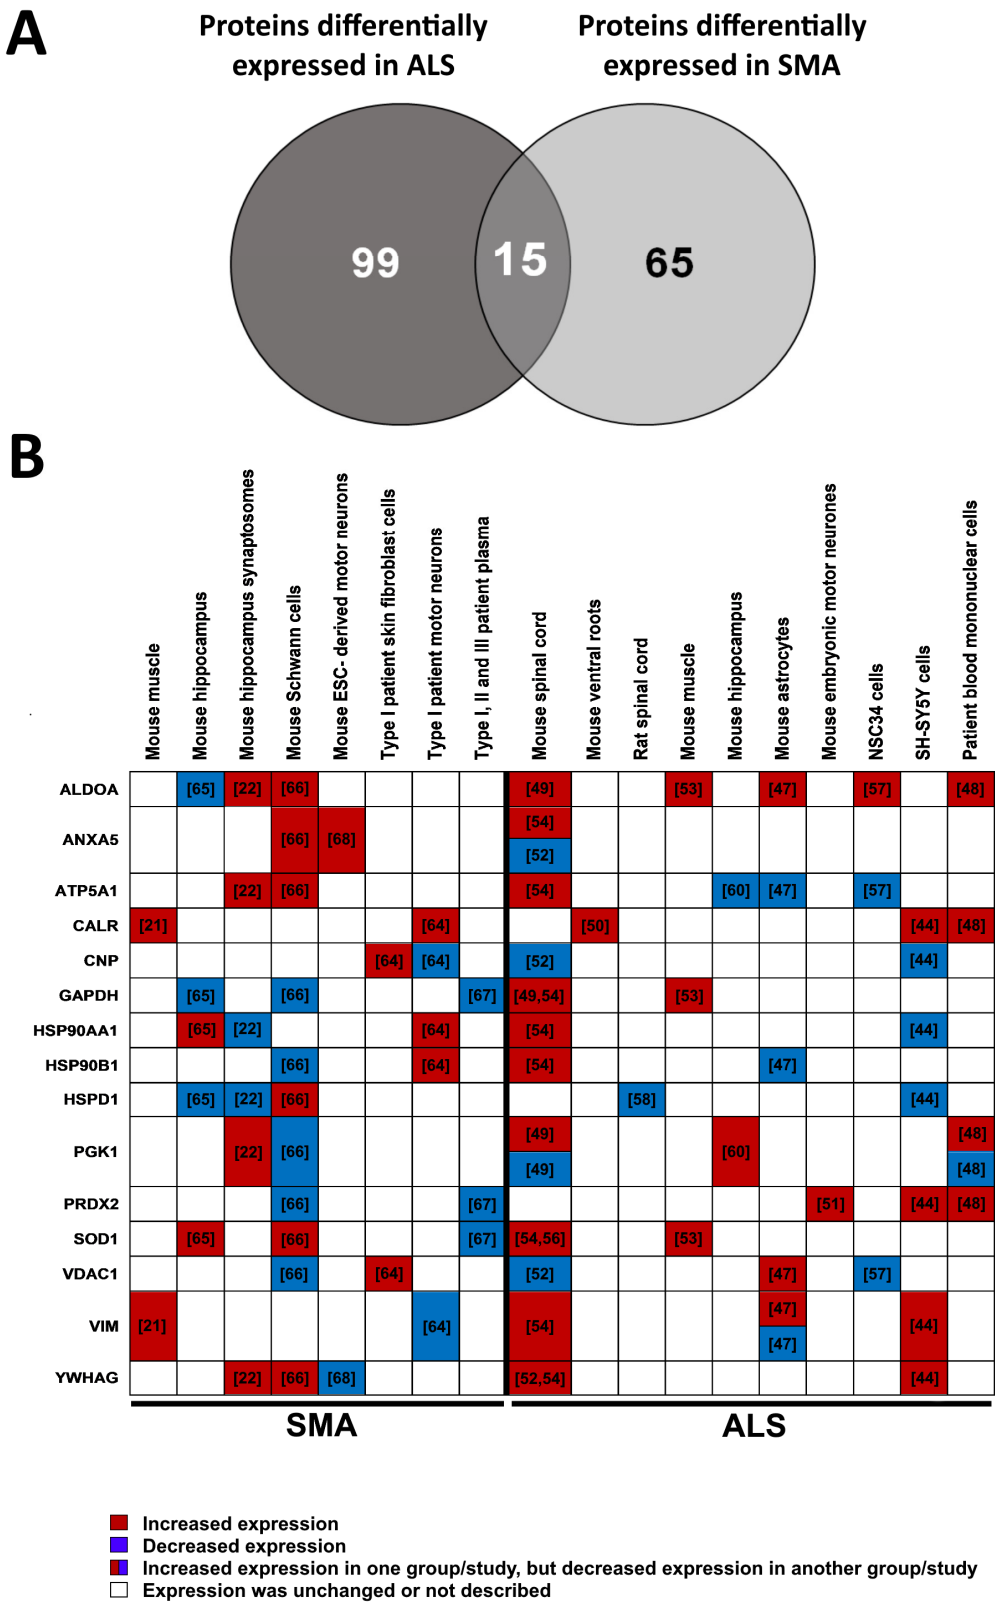 A
Proteins differentially
expressed in ALS
Proteins differentially
expressed in SMA
99
15
65
B
Mouse muscle
Mouse hippocampus
Mouse hippocampus synaptosomes
Mouse Schwann cells
Mouse ESC- derived motor neurons
Type I patient skin fibroblast cells
Type I patient motor neurons
Type I, II and III patient plasma
Mouse spinal cord
Mouse ventral roots
Rat spinal cord
Mouse muscle
Mouse hippocampus
Mouse astrocytes
Mouse embryonic motor neurones
NSC34 cells
SH-SY5Y cells
Patient blood mononuclear cells
ALDOA [65] [22] [66] [49] [53] [47] [57] [48]
ANXA5 [66] [68] [54]
[52]
ATP5A1 [22] [66] [54] [60] [47] [57]
CALR [21] [64] [50] [44] [48]
CNP [64] [64] [52] [44]
GAPDH [65] [66] [67] [49,54] [53]
HSP90AA1 [65] [22] [64] [54] [44]
HSP90B1 [66] [64] [54] [47]
HSPD1 [65] [22] [66] [58] [44]
PGK1 [22] [66] [49] [60] [48]
[49] [48]
PRDX2 [66] [67] [51] [44] [48]
SOD1 [65] [66] [67] [54,56] [53]
VDAC1 [66] [64] [52] [47] [57]
VIM [21] [64] [54] [47] [44]
[47]
YWHAG [22] [66] [68] [52,54] [44]
SMA
ALS
Increased expression
Decreased expression
Increased expression in one group/study, but decreased expression in another group/study
Expression was unchanged or not described